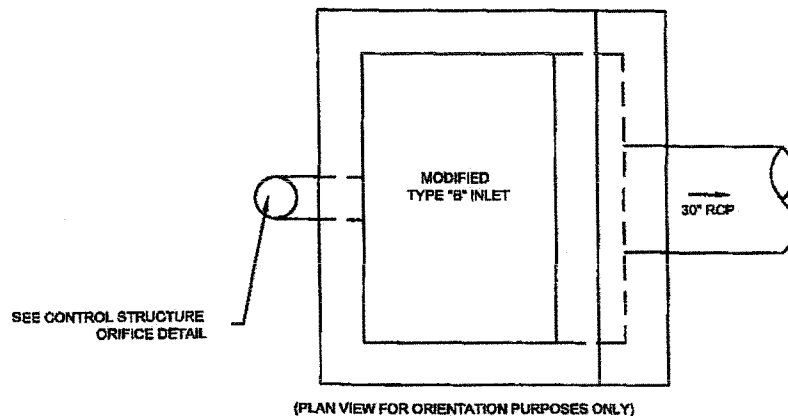 MODIFIED
TYPE "B" INLET
30" RCP
SEE CONTROL STRUCTURE
ORIFICE DETAIL
(PLAN VIEW FOR ORIENTATION PURPOSES ONLY)